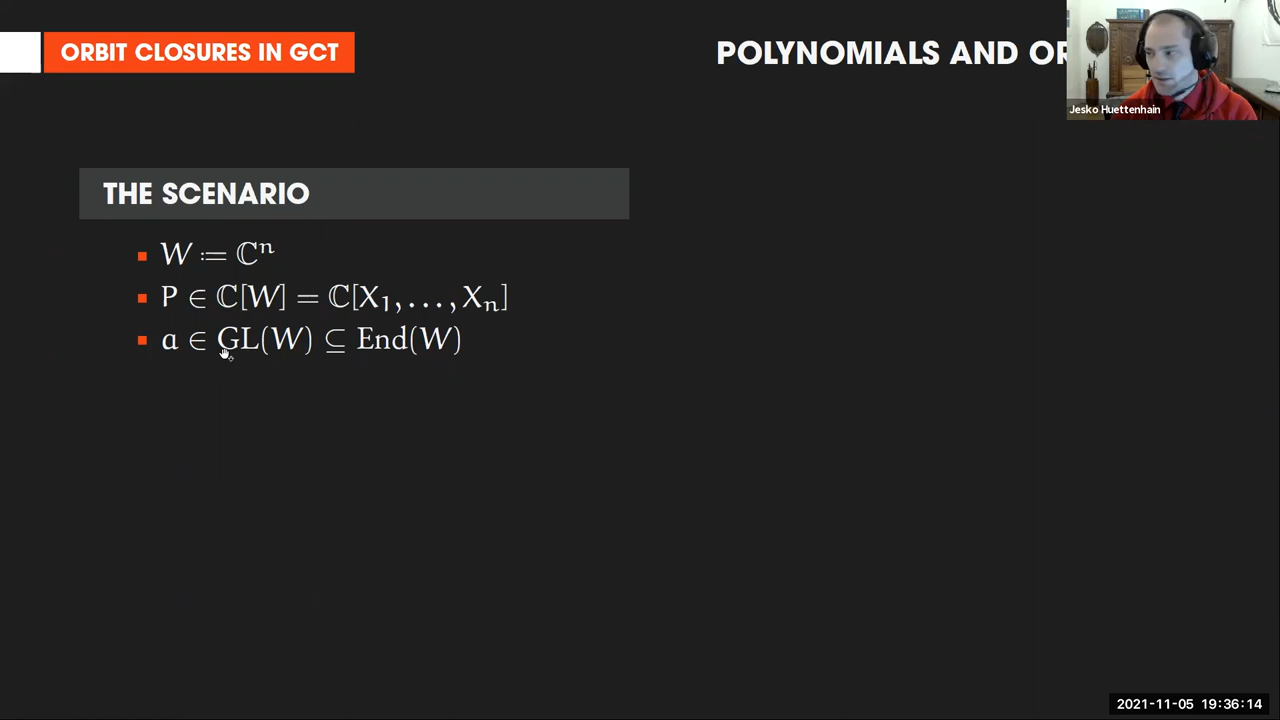 ORBIT CLOSURES IN GCT
POLYNOMIALS AND
Jesko Huettenhain
THE SCENARIO
W := ℂⁿ
P ∈ ℂ[W] = ℂ[X₁, …, Xₙ]
a ∈ GL(W) ⊆ End(W)
2021-11-05 19:36:14